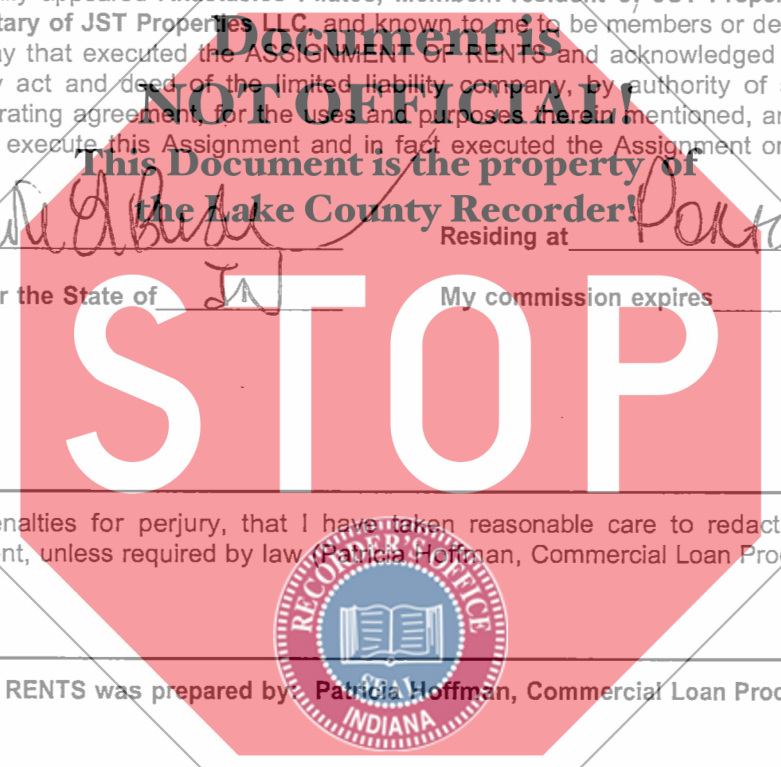 tary of JST Properties LLC, and known to me to be members or de
Document is
y that executed the ASSIGNMENT OF RENTS and acknowledged
act and deed of the limited liability company, by authority of
NOT OFFICIAL!
rating agreement, for the uses and purposes therein mentioned, an
execute this Assignment and in fact executed the Assignment on
This Document is the property of
the Lake County Recorder!
Residing at
r the State of IN My commission expires
STOP
enalties for perjury, that I have taken reasonable care to redact
nt, unless required by law (Patricia Hoffman, Commercial Loan Proc
RECORDER'S OFFICE
SEAL
RENTS was prepared by: Patricia Hoffman, Commercial Loan Proc
INDIANA